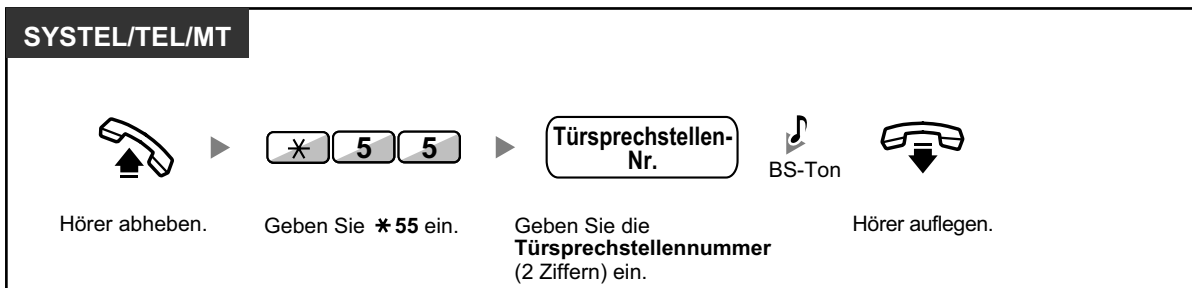 SYSTEL/TEL/MT
* 5 5
Türsprechstellen-
Nr.
BS-Ton
Hörer abheben.
Geben Sie *55 ein.
Geben Sie die
Türsprechstellennummer
(2 Ziffern) ein.
Hörer auflegen.